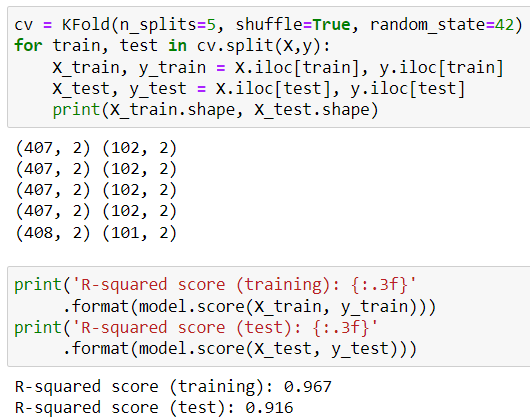 cv = KFold(n_splits=5, shuffle=True, random_state=42)
for train, test in cv.split(X,y):
    X_train, y_train = X.iloc[train], y.iloc[train]
    X_test, y_test = X.iloc[test], y.iloc[test]
    print(X_train.shape, X_test.shape)
(407, 2) (102, 2)
(407, 2) (102, 2)
(407, 2) (102, 2)
(407, 2) (102, 2)
(408, 2) (101, 2)
print('R-squared score (training): {:.3f}'
     .format(model.score(X_train, y_train)))
print('R-squared score (test): {:.3f}'
     .format(model.score(X_test, y_test)))
R-squared score (training): 0.967
R-squared score (test): 0.916